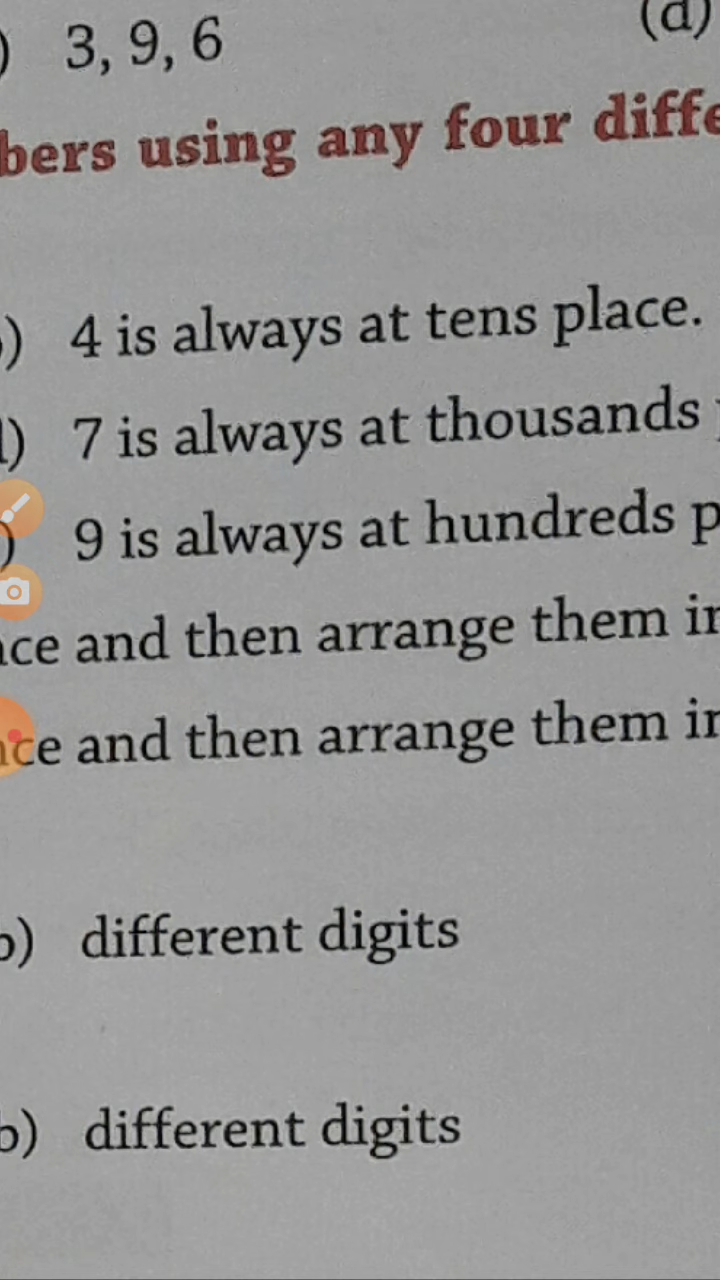 ) 3, 9, 6
(d)
bers using any four diffe
) 4 is always at tens place.
) 7 is always at thousands
) 9 is always at hundreds p
ce and then arrange them in
ce and then arrange them in
b) different digits
b) different digits